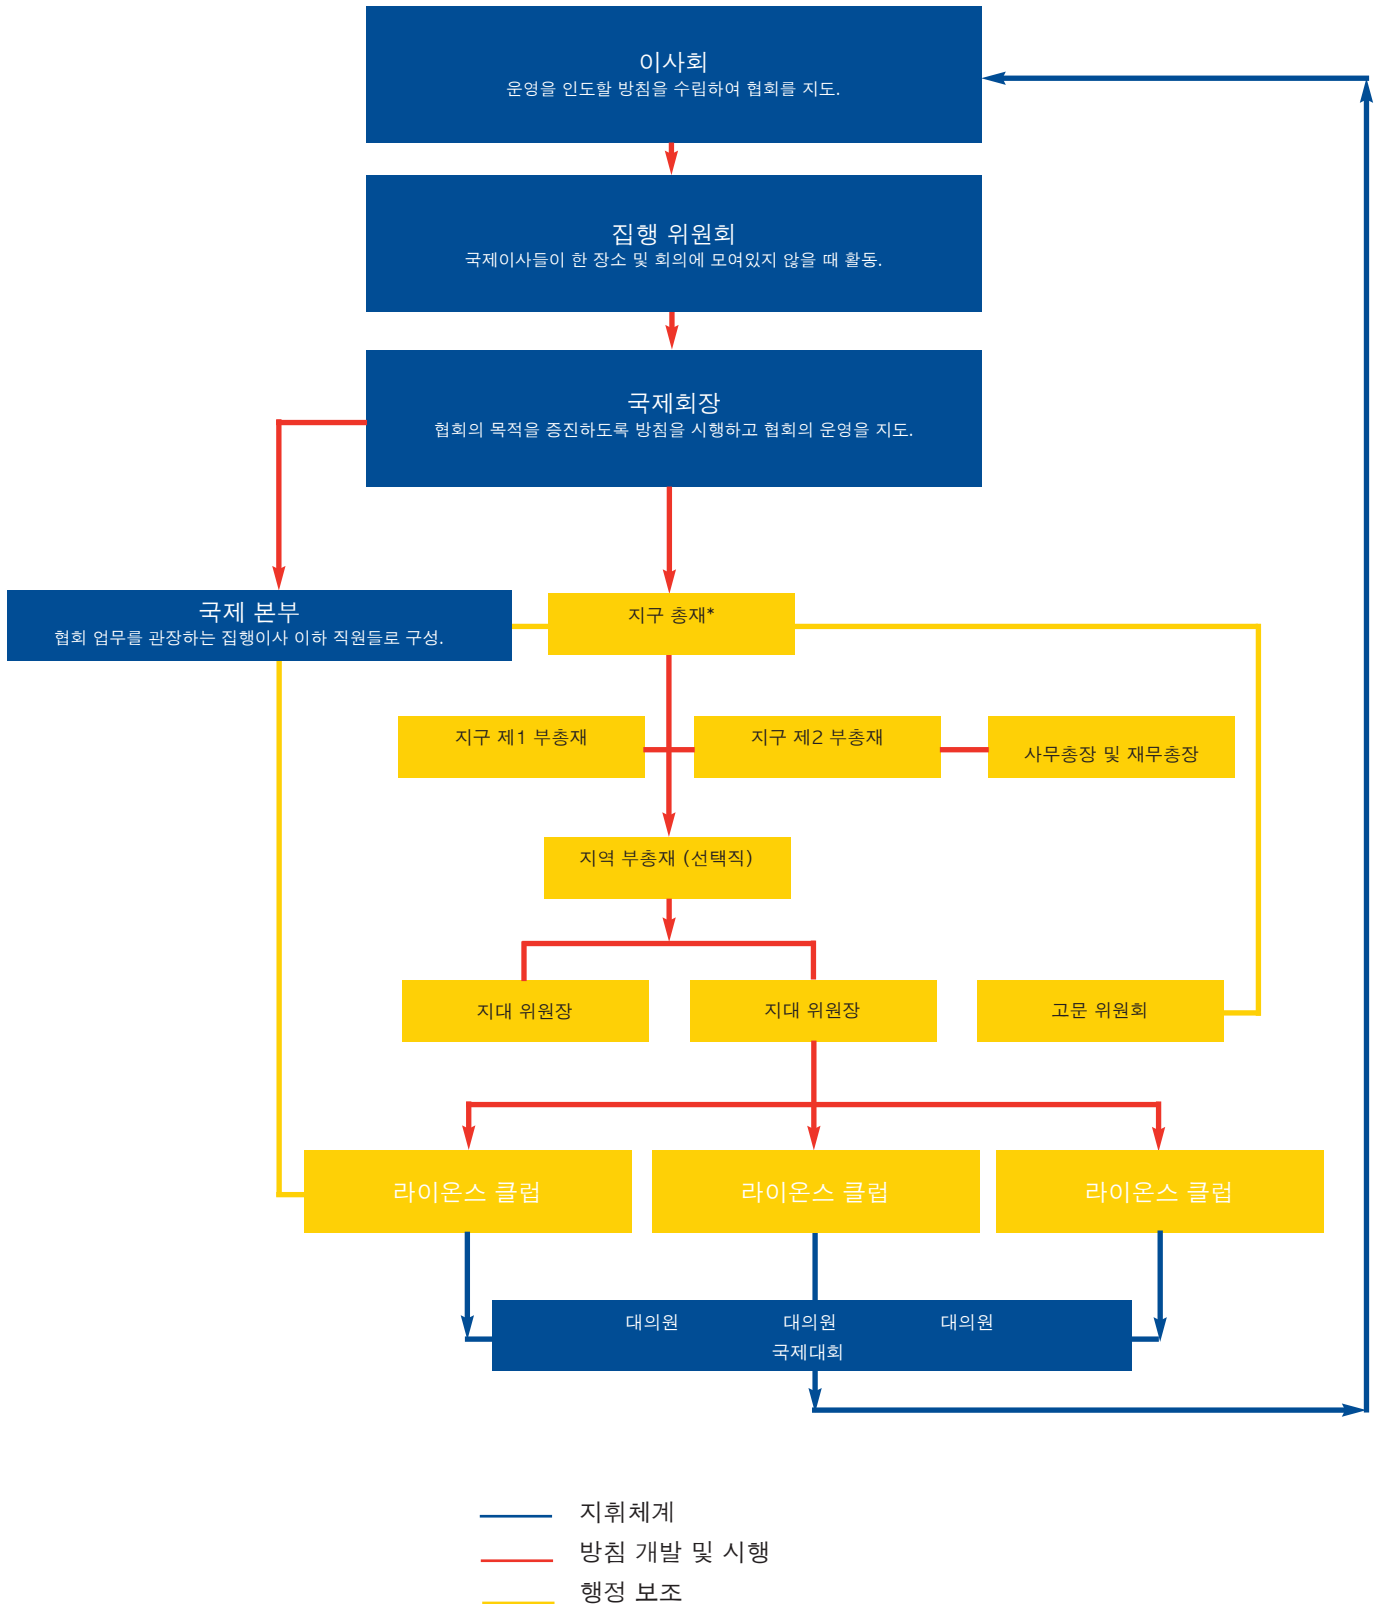 이사회
운영을 인도할 방침을 수립하여 협회를 지도.
집행 위원회
국제이사들이 한 장소 및 회의에 모여있지 않을 때 활동.
국제회장
협회의 목적을 증진하도록 방침을 시행하고 협회의 운영을 지도.
국제 본부
협회 업무를 관장하는 집행이사 이하 직원들로 구성.
지구 총재*
지구 제1 부총재
지구 제2 부총재
사무총장 및 재무총장
지역 부총재 (선택직)
지대 위원장
지대 위원장
고문 위원회
라이온스 클럽
라이온스 클럽
라이온스 클럽
대의원 대의원 대의원
국제대회
지휘체계
방침 개발 및 시행
행정 보조